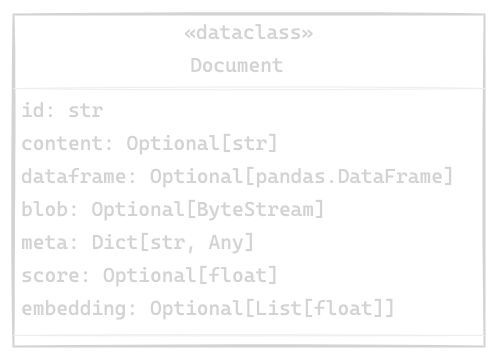 «dataclass»
Document
id: str
content: Optional[str]
dataframe: Optional[pandas.DataFrame]
blob: Optional[ByteStream]
meta: Dict[str, Any]
score: Optional[float]
embedding: Optional[List[float]]